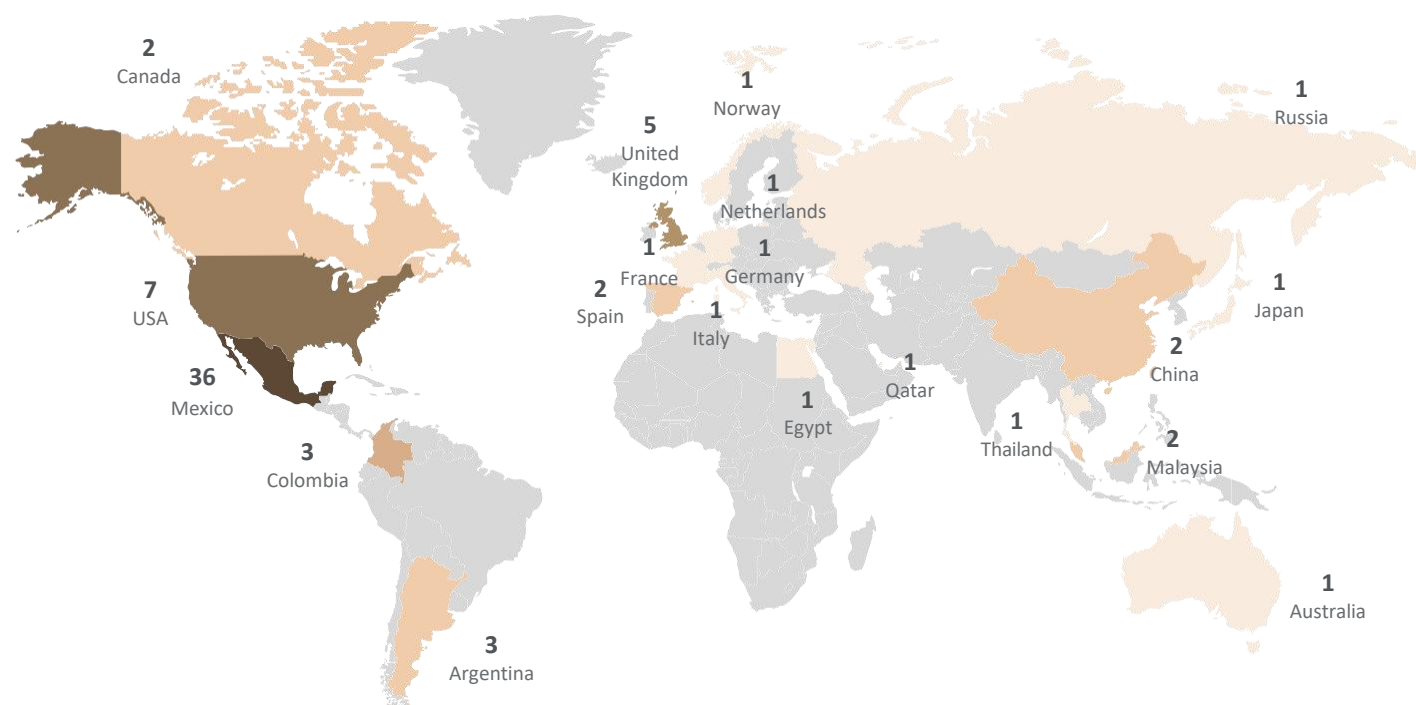 2
Canada
7
USA
36
Mexico
3
Colombia
3
Argentina
5
United
Kingdom
1
Norway
1
Russia
1
Netherlands
1
France
1
Germany
2
Spain
1
Italy
1
Egypt
1
Qatar
1
Japan
2
China
1
Thailand
2
Malaysia
1
Australia